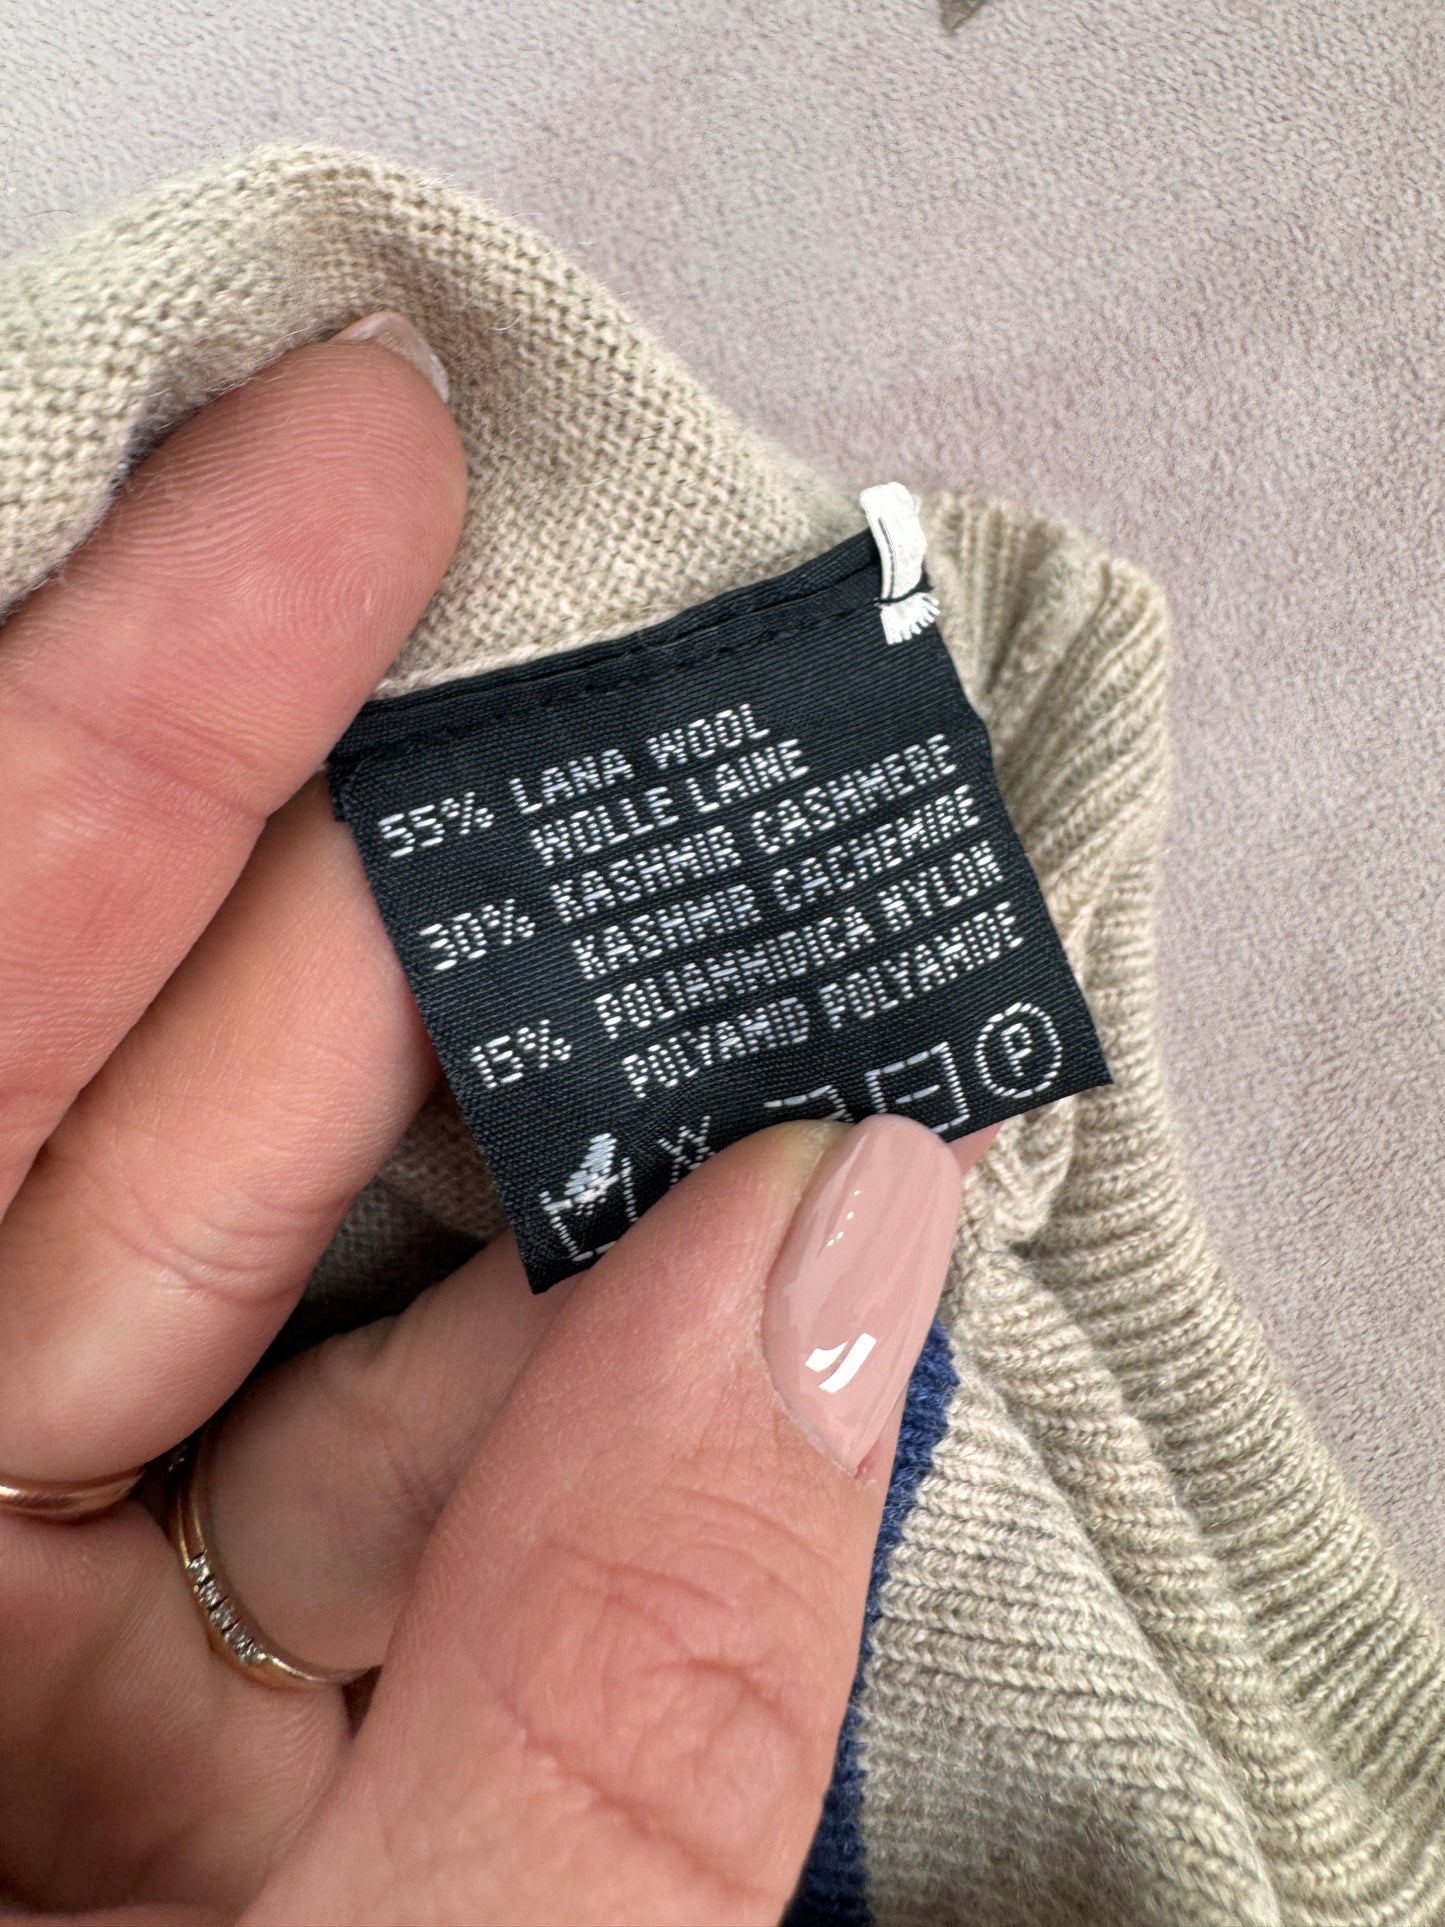 55% LANA WOOL
WOLLE LAINE
30% KASHMIR CASHMERE
KASHMIR CACHEMIRE
15% POLIAMMIDICA NYLON
POLYAMID POLYAMIDE
P